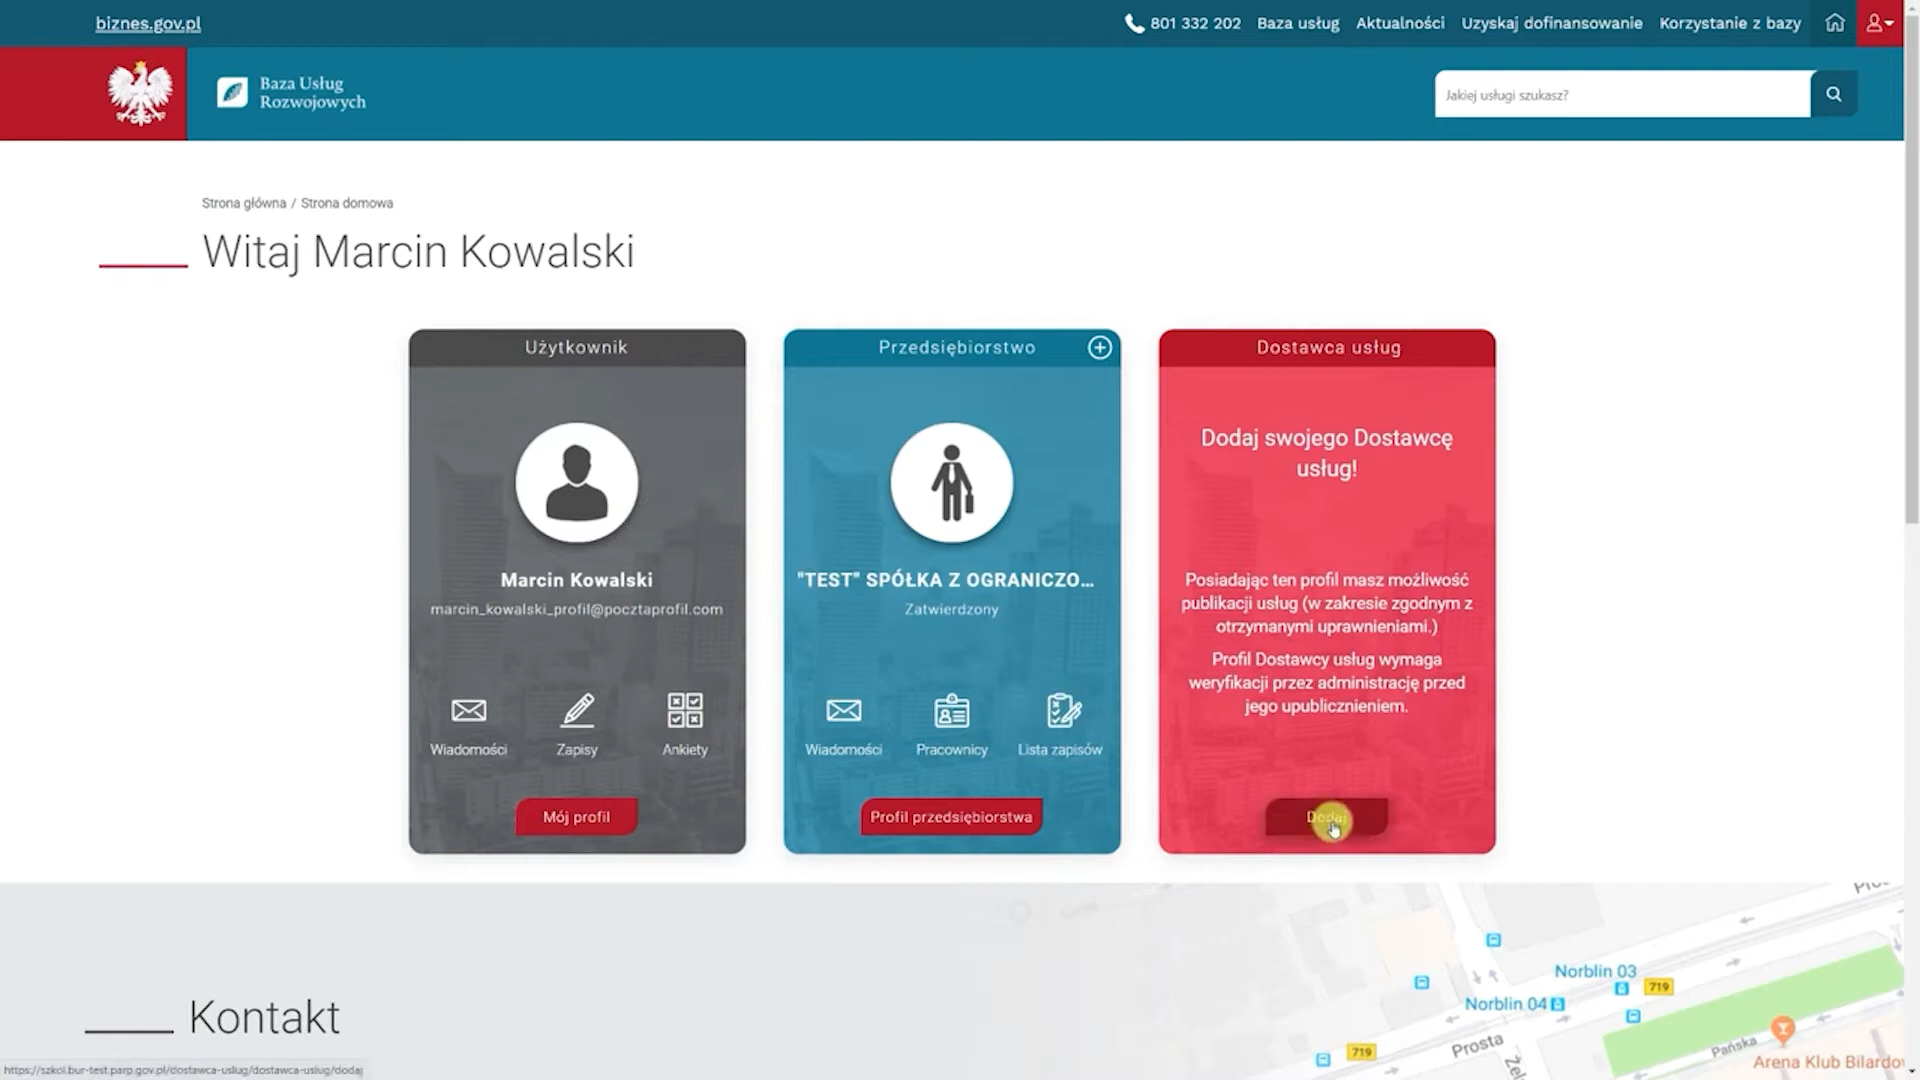 biznes.gov.pl
801 332 202 Baza usług Aktualności Uzyskaj dofinansowanie Korzystanie z bazy
Baza Usług
Rozwojowych
Jakiej usługi szukasz?
Strona główna / Strona domowa
Witaj Marcin Kowalski
Użytkownik
Marcin Kowalski
marcin_kowalski_profil@pocztaprofil.com
Wiadomości Zapisy Ankiety
Mój profil
Przedsiębiorstwo
"TEST" SPÓŁKA Z OGRANICZO...
Zatwierdzony
Wiadomości Pracownicy Lista zapisów
Profil przedsiębiorstwa
Dostawca usług
Dodaj swojego Dostawcę
usług!
Posiadając ten profil masz możliwość
publikacji usług (w zakresie zgodnym z
otrzymanymi uprawnieniami.)
Profil Dostawcy usług wymaga
weryfikacji przez administrację przed
jego upublicznieniem.
Dodaj
Kontakt
Norblin 03
719
Norblin 04
719
Prosta
Pańska
Arena Klub Bilardo
https://szkol.bur-test.parp.gov.pl/dostawca-uslug/dostawca-uslug/dodaj